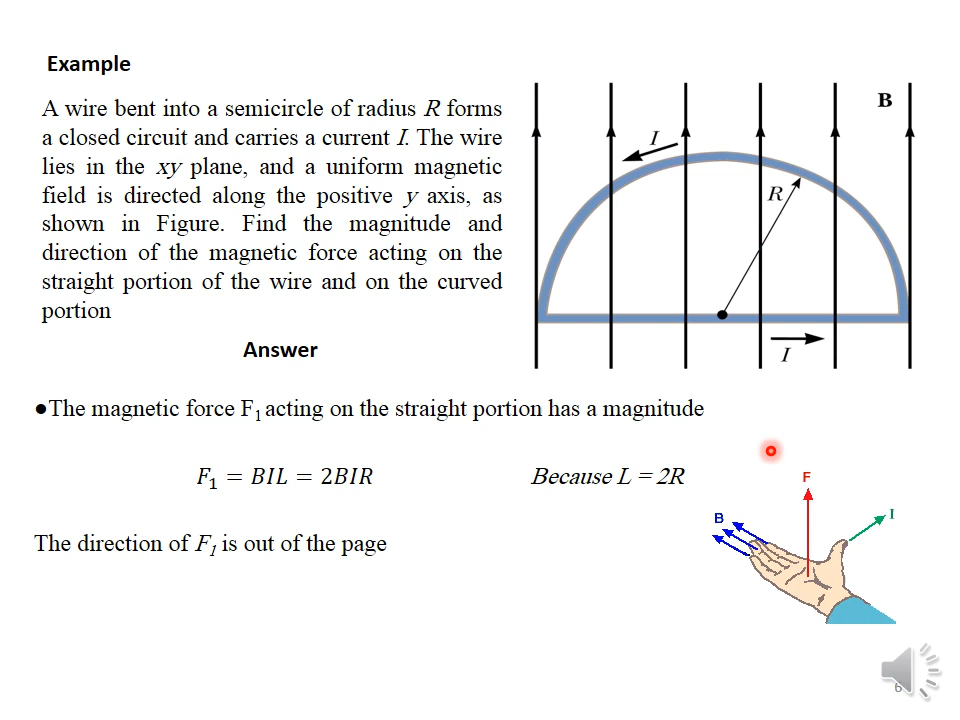 Example
A wire bent into a semicircle of radius R forms
a closed circuit and carries a current I. The wire
lies in the xy plane, and a uniform magnetic
field is directed along the positive y axis, as
shown in Figure. Find the magnitude and
direction of the magnetic force acting on the
straight portion of the wire and on the curved
portion
B
I
R
I
Answer
●The magnetic force F₁ acting on the straight portion has a magnitude
F₁ = BIL = 2BIR
Because L = 2R
F
B
I
The direction of F₁ is out of the page
6